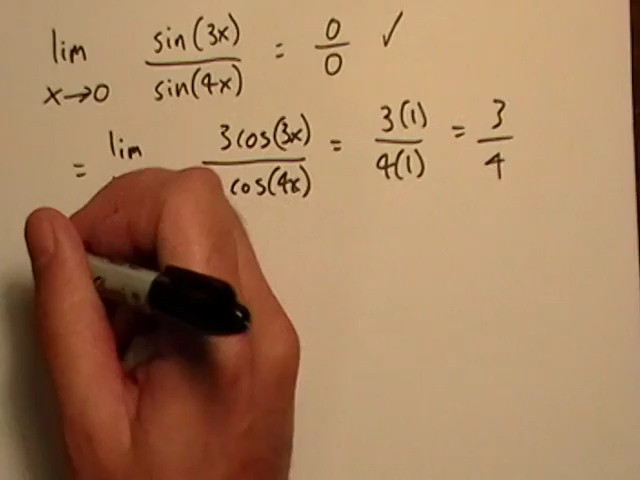 lim x→0 sin(3x)/sin(4x) = 0/0 ✓
= lim 3cos(3x)/cos(4x) = 3(1)/4(1) = 3/4